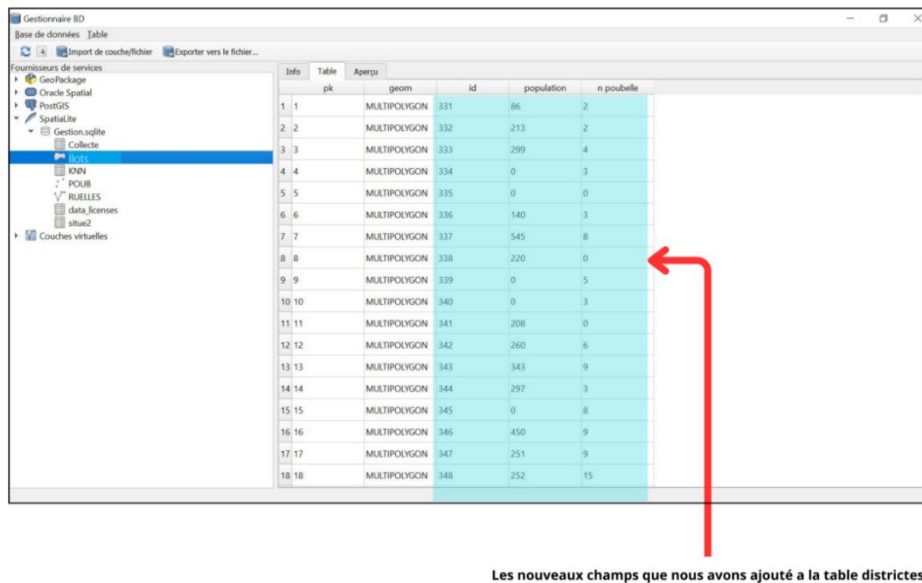 Gestionnaire BD
Base de données Table
Import de couche/fichier Exporter vers le fichier...
Fournisseurs de services
GeoPackage
Oracle Spatial
PostGIS
SpatiaLite
Gestion.sqlite
Collecte
Ilots
KNN
POUB
RUELLES
data_licenses
situe2
Couches virtuelles
Info Table Aperçu
pk geom id population n poubelle
1 1 MULTIPOLYGON 331 86 2
2 2 MULTIPOLYGON 332 213 2
3 3 MULTIPOLYGON 333 299 4
4 4 MULTIPOLYGON 334 0 3
5 5 MULTIPOLYGON 335 0 0
6 6 MULTIPOLYGON 336 140 3
7 7 MULTIPOLYGON 337 545 8
8 8 MULTIPOLYGON 338 220 0
9 9 MULTIPOLYGON 339 0 5
10 10 MULTIPOLYGON 340 0 3
11 11 MULTIPOLYGON 341 208 0
12 12 MULTIPOLYGON 342 260 6
13 13 MULTIPOLYGON 343 343 9
14 14 MULTIPOLYGON 344 297 3
15 15 MULTIPOLYGON 345 0 8
16 16 MULTIPOLYGON 346 450 9
17 17 MULTIPOLYGON 347 251 9
18 18 MULTIPOLYGON 348 252 15
Les nouveaux champs que nous avons ajouté a la table districtes